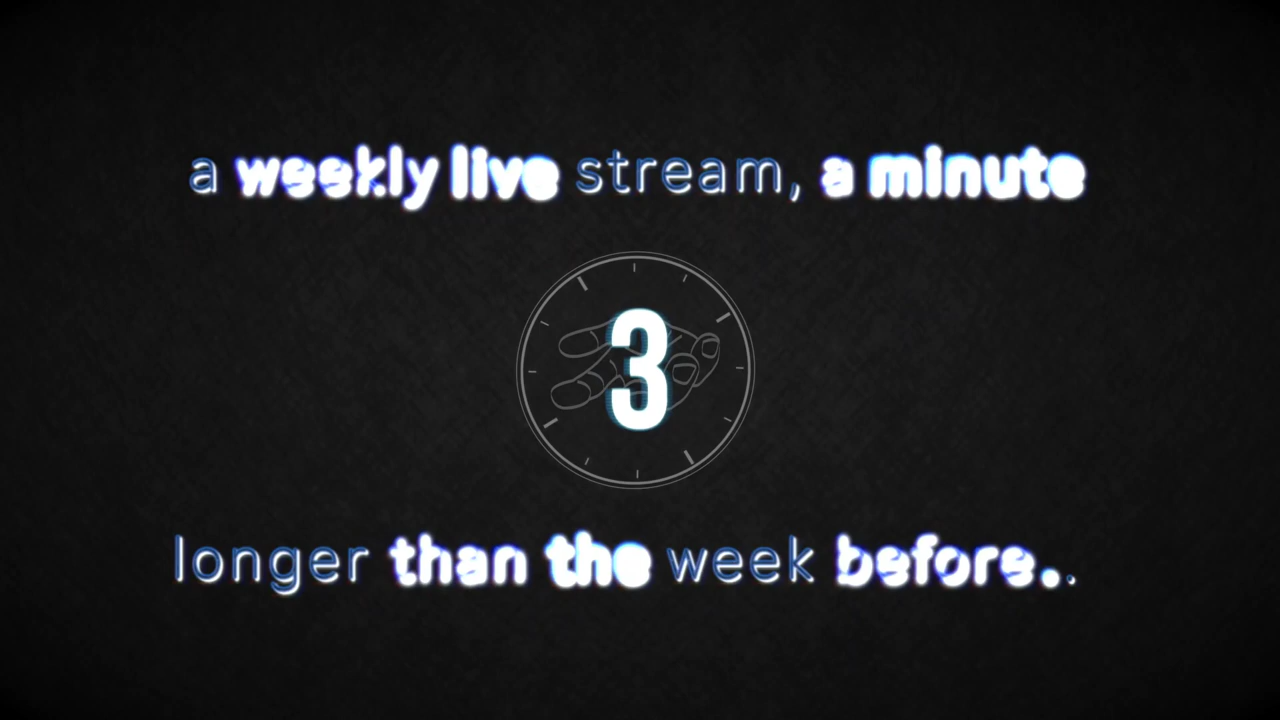 a weekly live stream, a minute
3
longer than the week before..